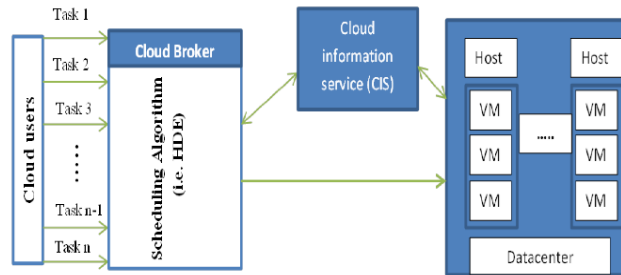 Cloud users
Task 1
Task 2
Task 3
.....
Task n-1
Task n
Cloud Broker
Scheduling Algorithm
(i.e. HDE)
Cloud
information
service (CIS)
Host
Host
VM
VM
VM
.....
VM
VM
VM
Datacenter